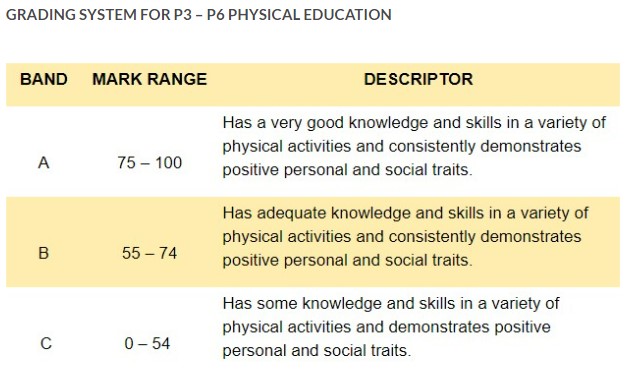 GRADING SYSTEM FOR P3 – P6 PHYSICAL EDUCATION
BAND MARK RANGE DESCRIPTOR
A 75 – 100 Has a very good knowledge and skills in a variety of
physical activities and consistently demonstrates
positive personal and social traits.
B 55 – 74 Has adequate knowledge and skills in a variety of
physical activities and consistently demonstrates
positive personal and social traits.
C 0 – 54 Has some knowledge and skills in a variety of
physical activities and demonstrates positive
personal and social traits.